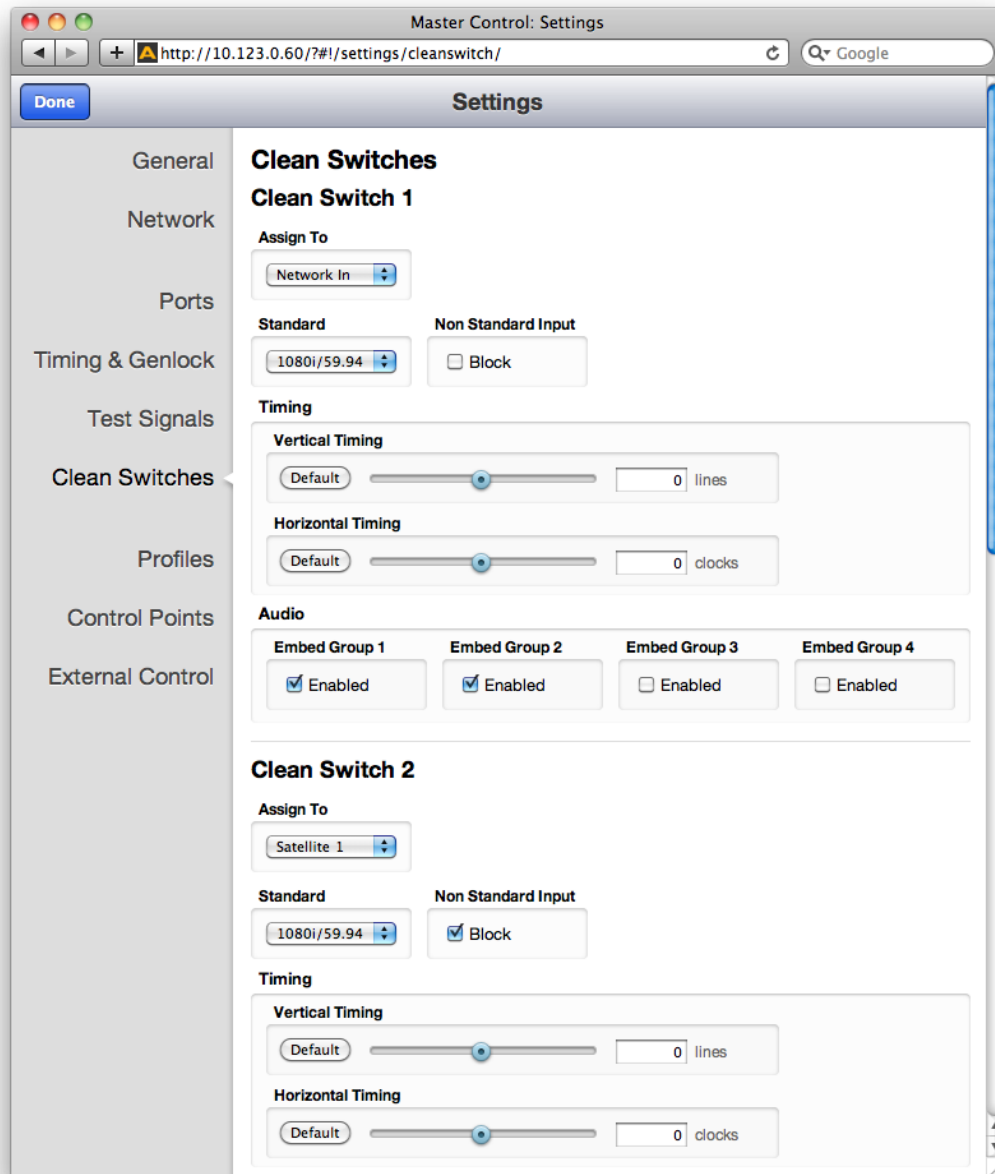 Master Control: Settings
http://10.123.0.60/?#!/settings/cleanswitch/
Google
Done
Settings
General
Network
Ports
Timing & Genlock
Test Signals
Clean Switches
Profiles
Control Points
External Control
Clean Switches
Clean Switch 1
Assign To
Network In
Standard Non Standard Input
1080i/59.94 Block
Timing
Vertical Timing
Default 0 lines
Horizontal Timing
Default 0 clocks
Audio
Embed Group 1 Embed Group 2 Embed Group 3 Embed Group 4
Enabled Enabled Enabled Enabled
Clean Switch 2
Assign To
Satellite 1
Standard Non Standard Input
1080i/59.94 Block
Timing
Vertical Timing
Default 0 lines
Horizontal Timing
Default 0 clocks